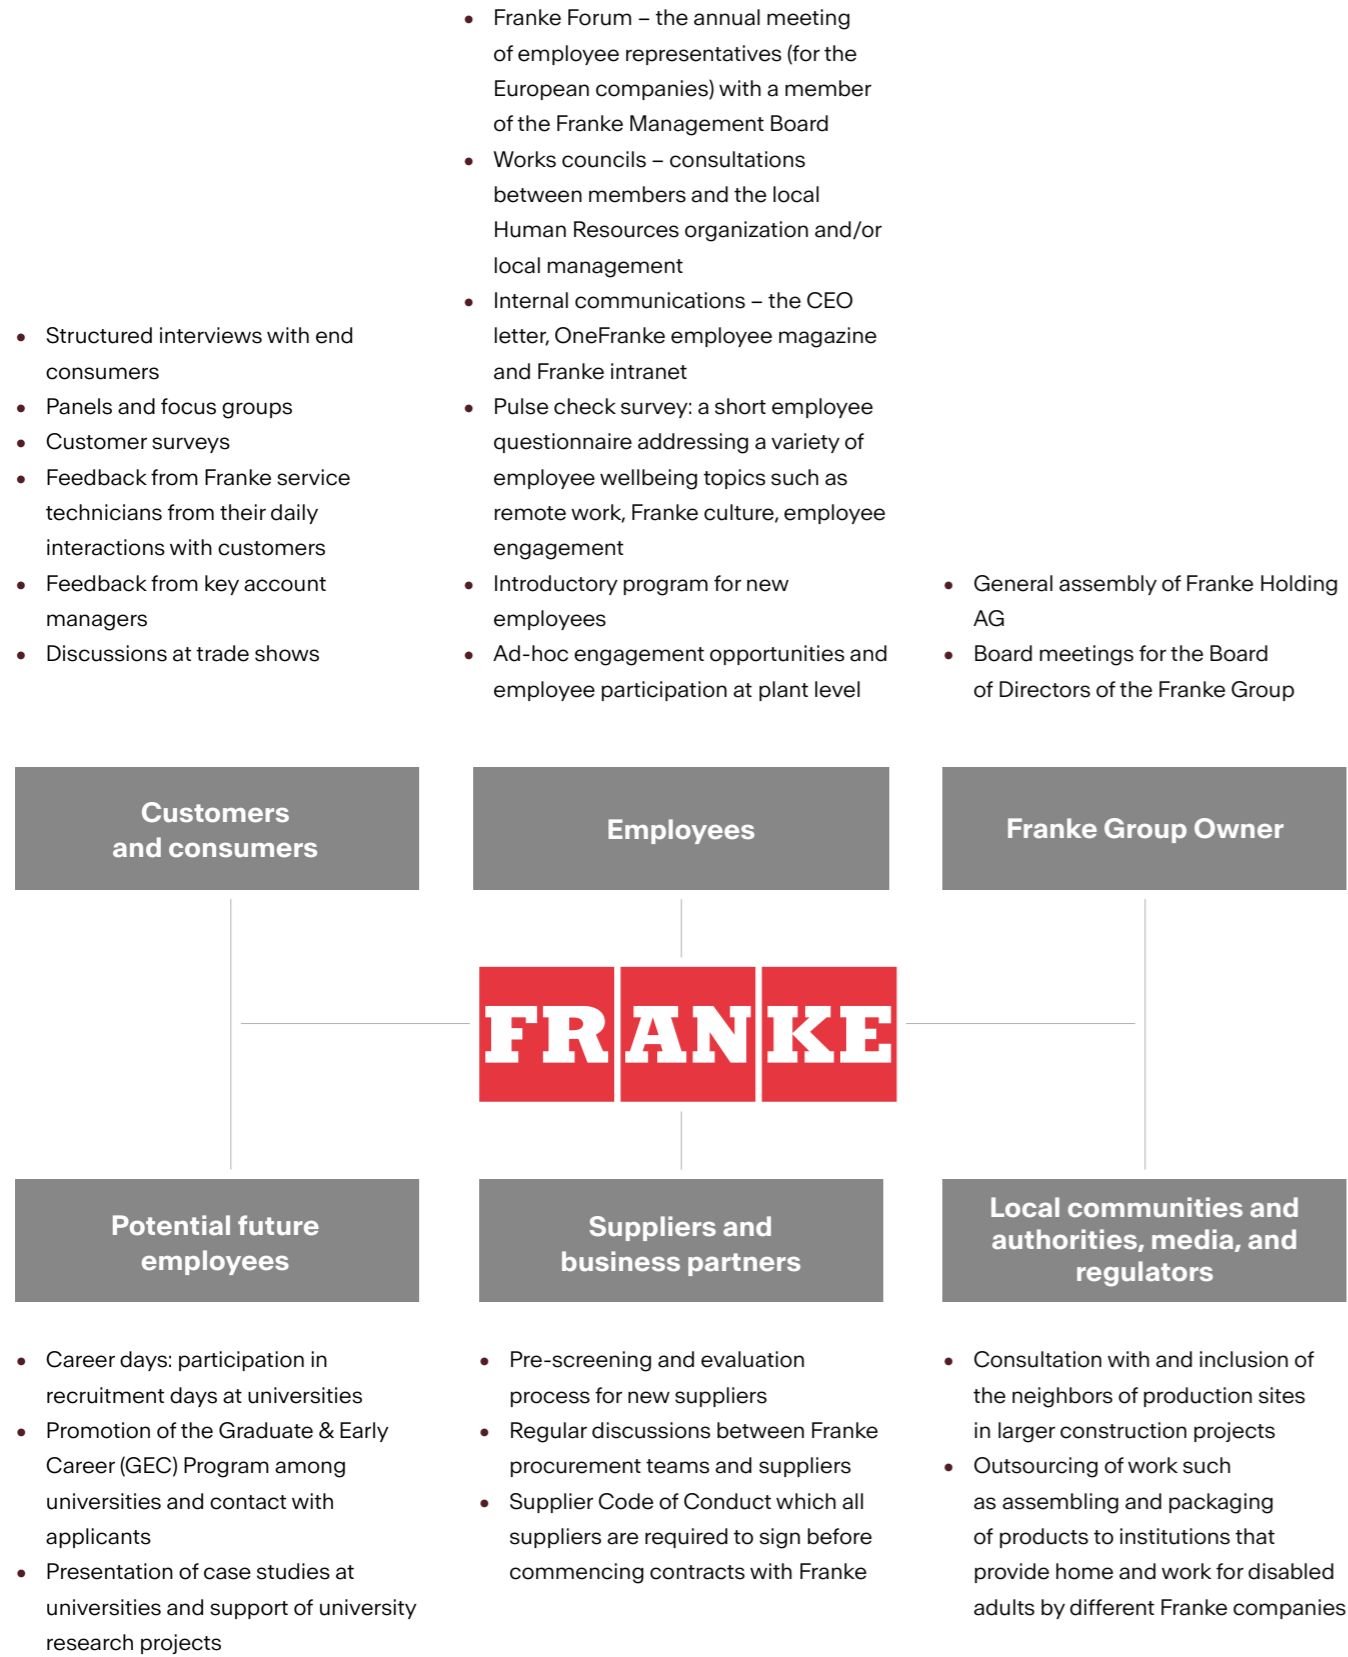 • Structured interviews with end
consumers
• Panels and focus groups
• Customer surveys
• Feedback from Franke service
technicians from their daily
interactions with customers
• Feedback from key account
managers
• Discussions at trade shows
Customers
and consumers
• Franke Forum – the annual meeting
of employee representatives (for the
European companies) with a member
of the Franke Management Board
• Works councils – consultations
between members and the local
Human Resources organization and/or
local management
• Internal communications – the CEO
letter, OneFranke employee magazine
and Franke intranet
• Pulse check survey: a short employee
questionnaire addressing a variety of
employee wellbeing topics such as
remote work, Franke culture, employee
engagement
• Introductory program for new
employees
• Ad-hoc engagement opportunities and
employee participation at plant level
Employees
• General assembly of Franke Holding
AG
• Board meetings for the Board
of Directors of the Franke Group
Franke Group Owner
FRANKE
Potential future
employees
• Career days: participation in
recruitment days at universities
• Promotion of the Graduate & Early
Career (GEC) Program among
universities and contact with
applicants
• Presentation of case studies at
universities and support of university
research projects
Suppliers and
business partners
• Pre-screening and evaluation
process for new suppliers
• Regular discussions between Franke
procurement teams and suppliers
• Supplier Code of Conduct which all
suppliers are required to sign before
commencing contracts with Franke
Local communities and
authorities, media, and
regulators
• Consultation with and inclusion of
the neighbors of production sites
in larger construction projects
• Outsourcing of work such
as assembling and packaging
of products to institutions that
provide home and work for disabled
adults by different Franke companies